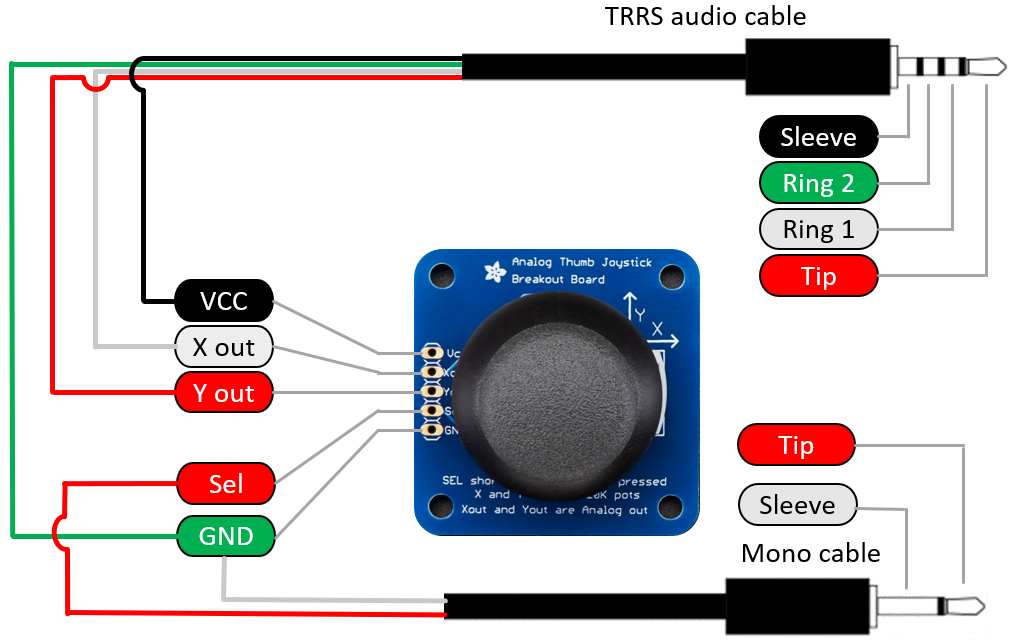 TRRS audio cable
Sleeve
Ring 2
Ring 1
Tip
VCC
X out
Y out
Sel
GND
Analog Thumb Joystick
Breakout Board
Y
X
SEL pressed
X and pots
Xout and Yout are Analog out
Tip
Sleeve
Mono cable